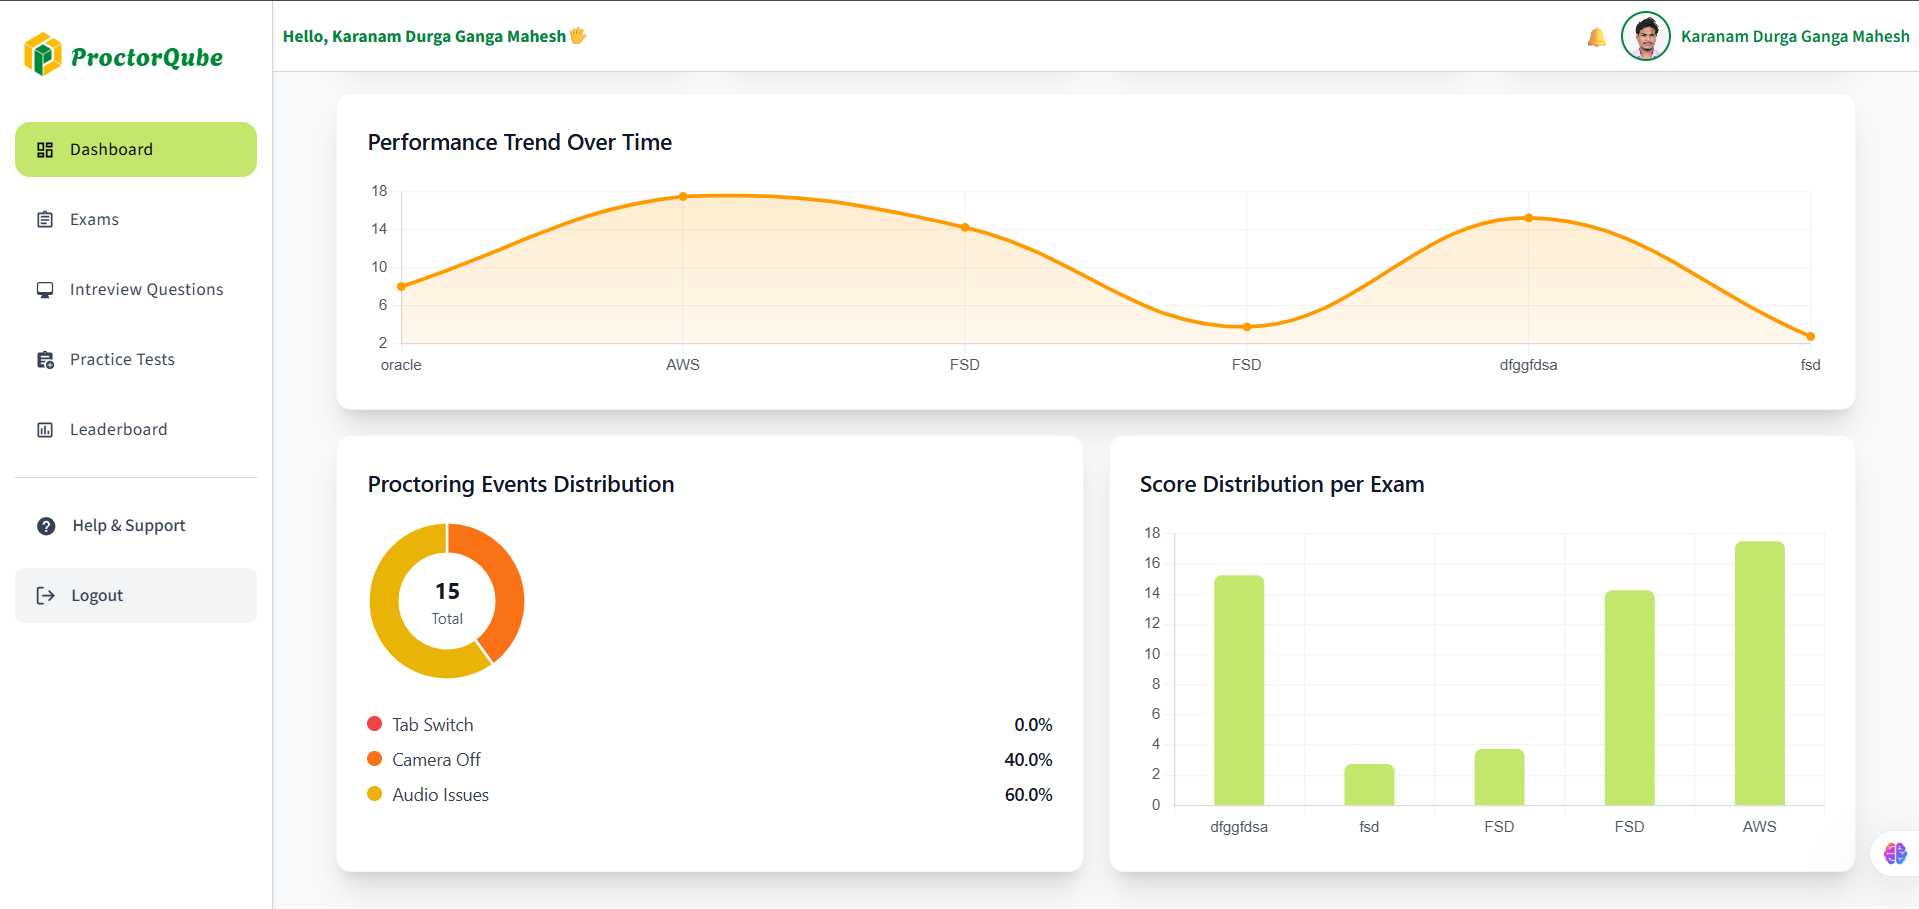 ProctorQube
Hello, Karanam Durga Ganga Mahesh🖐
Karanam Durga Ganga Mahesh
Dashboard
Exams
Intreview Questions
Practice Tests
Leaderboard
Help & Support
Logout
Performance Trend Over Time
18
14
10
6
2
oracle AWS FSD FSD dfggfdsa fsd
Proctoring Events Distribution
15
Total
Tab Switch 0.0%
Camera Off 40.0%
Audio Issues 60.0%
Score Distribution per Exam
18
16
14
12
10
8
6
4
2
0
dfggfdsa fsd FSD FSD AWS